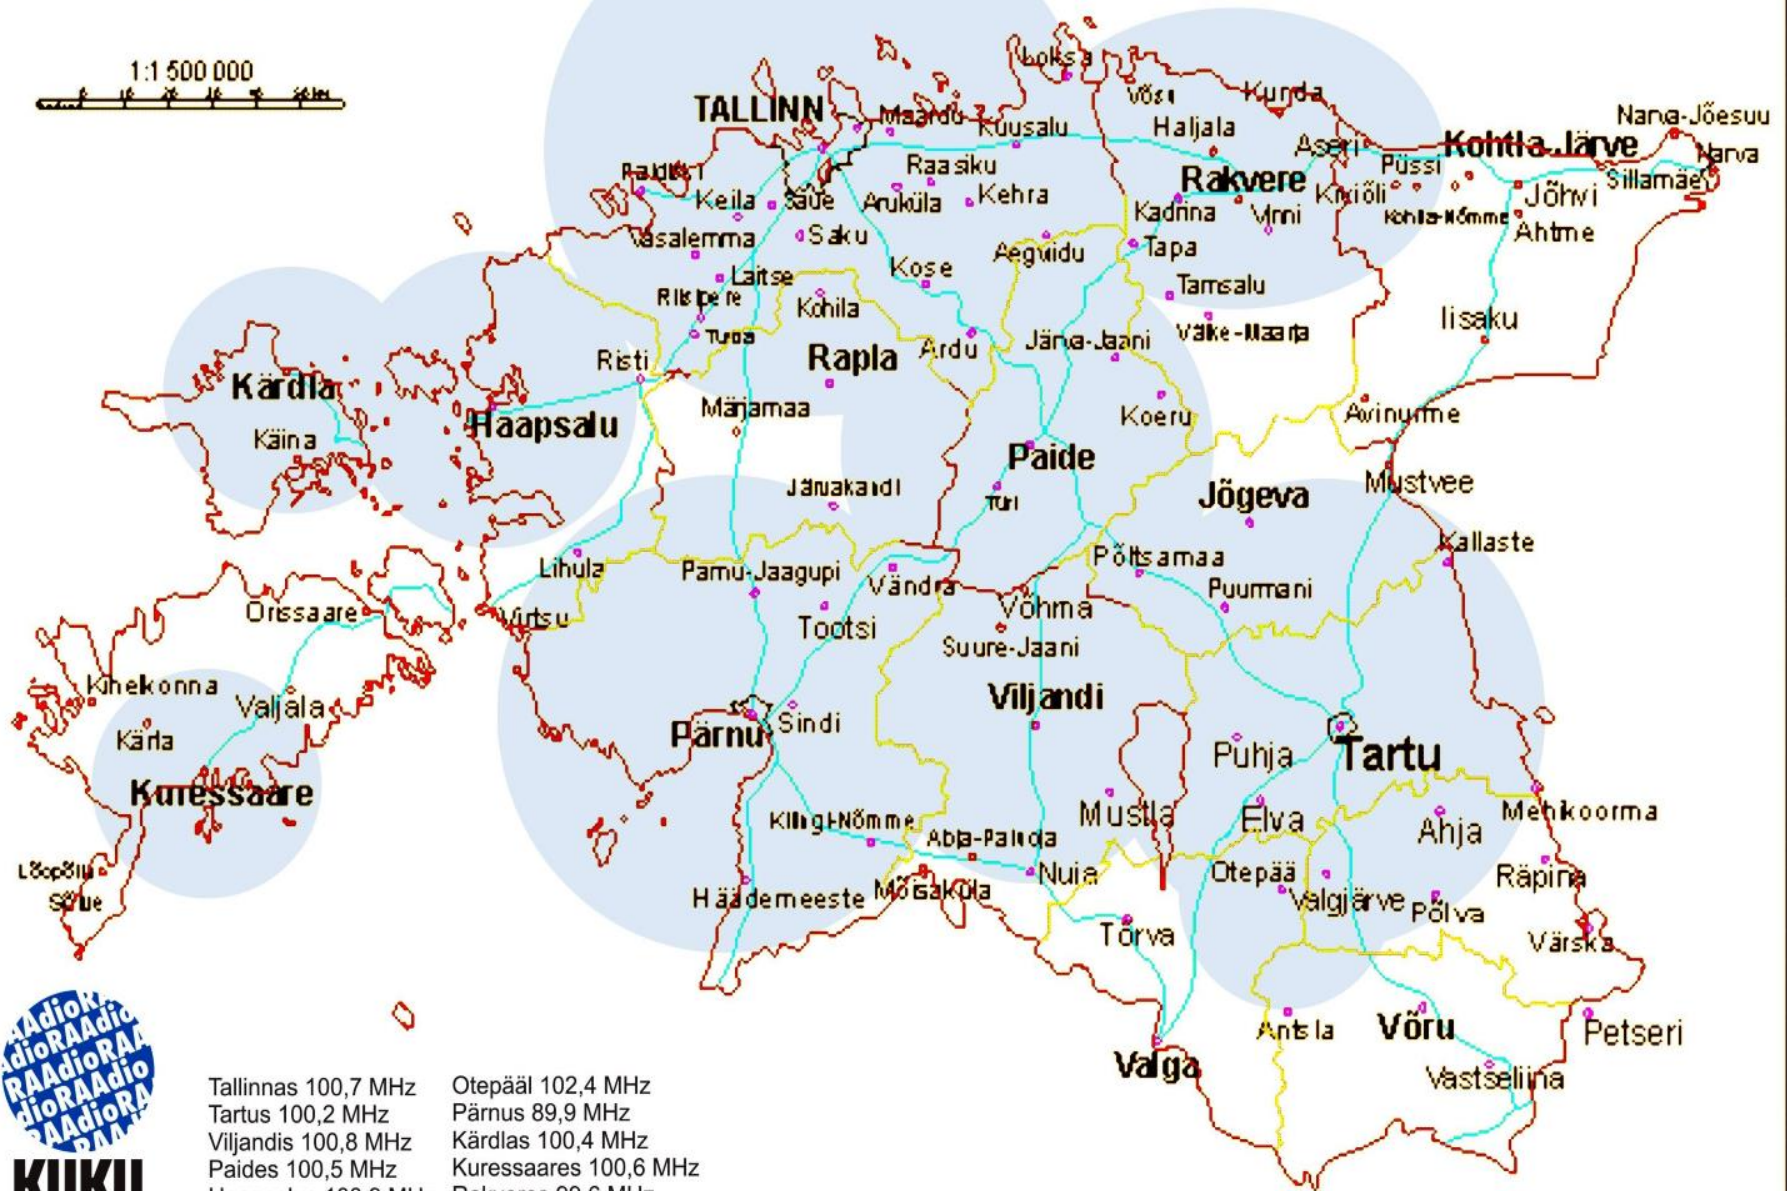 1:1 500 000
TALLINN
Maardu
Kuusalu
Loksa
Võsu
Kunda
Haljala
Aseri
Püssi
Kohtla-Järve
Narva-Jõesuu
Narva
Sillamäe
Paldiski
Keila
Saue
Raasiku
Aruküla
Kehra
Rakvere
Kadrina
Vinni
Kiviõli
Kohtla-Nõmme
Jõhvi
Ahtme
Vasalemma
Saku
Aegviidu
Tapa
Laitse
Kose
Tamsalu
Riisipere
Kohila
Turba
Ardu
Järva-Jaani
Väike-Maarja
Iisaku
Risti
Rapla
Kärdla
Haapsalu
Märjamaa
Koeru
Avinurme
Käina
Paide
Mustvee
Järvakandi
Türi
Jõgeva
Kallaste
Lihula
Pärnu-Jaagupi
Vändra
Põltsamaa
Puurmani
Orissaare
Virtsu
Tootsi
Võhma
Suure-Jaani
Kihelkonna
Valjala
Viljandi
Kärla
Pärnu
Sindi
Puhja
Tartu
Kuressaare
Mustla
Elva
Ahja
Mehikoorma
Kilingi-Nõmme
Abja-Paluoja
Nuia
Otepää
Valgjärve
Põlva
Räpina
Häädemeeste
Mõisaküla
Tõrva
Värska
Antsla
Võru
Petseri
Valga
Vastseliina
Tallinnas 100,7 MHz
Tartus 100,2 MHz
Viljandis 100,8 MHz
Paides 100,5 MHz
Otepääl 102,4 MHz
Pärnus 89,9 MHz
Kärdlas 100,4 MHz
Kuressaares 100,6 MHz
KUKU